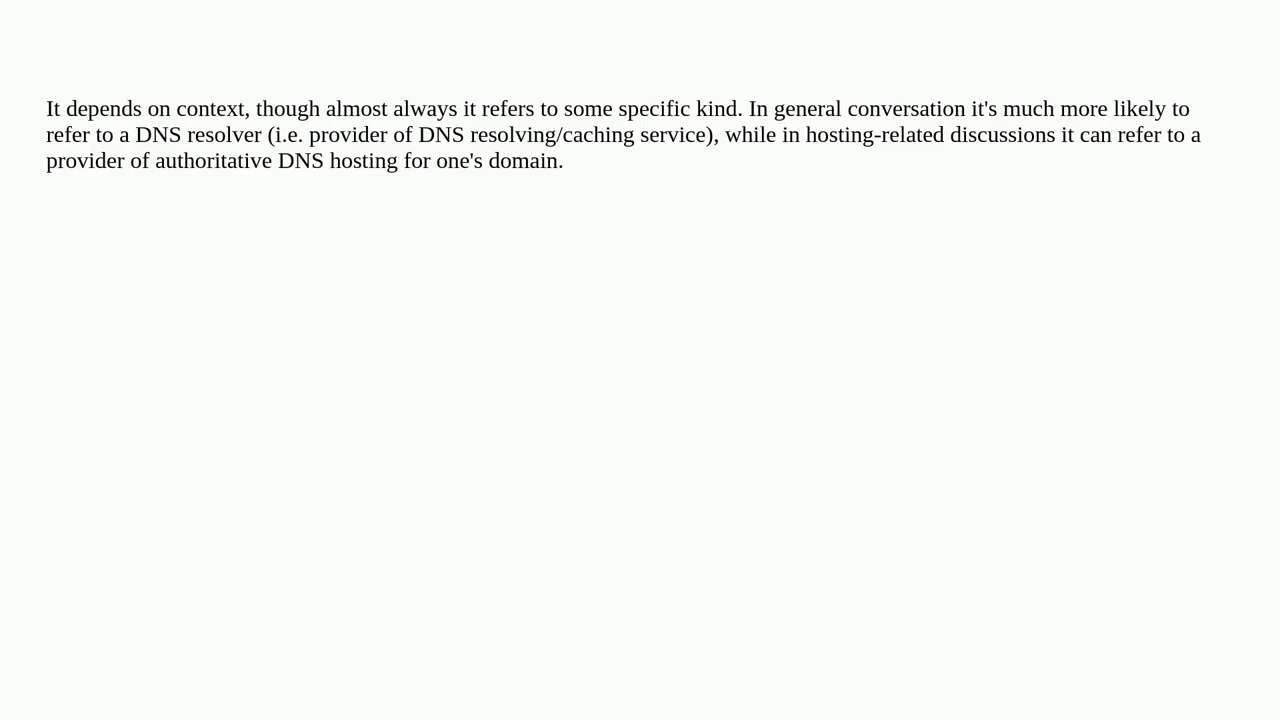 It depends on context, though almost always it refers to some specific kind. In general conversation it's much more likely to
refer to a DNS resolver (i.e. provider of DNS resolving/caching service), while in hosting-related discussions it can refer to a
provider of authoritative DNS hosting for one's domain.